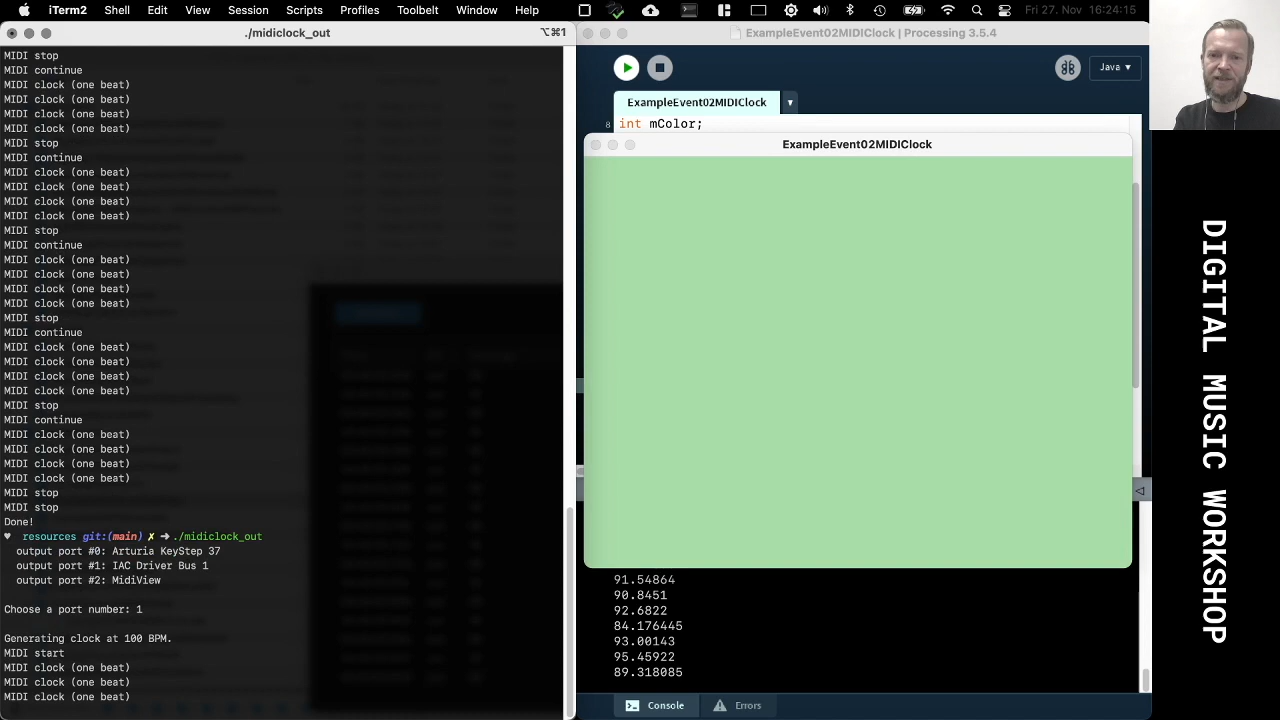 iTerm2 Shell Edit View Session Scripts Profiles Toolbelt Window Help Fri 27. Nov 16:24:15
./midiclock_out ⌥⌘1
MIDI stop
MIDI continue
MIDI clock (one beat)
MIDI clock (one beat)
MIDI clock (one beat)
MIDI clock (one beat)
MIDI stop
MIDI continue
MIDI clock (one beat)
MIDI clock (one beat)
MIDI clock (one beat)
MIDI clock (one beat)
MIDI stop
MIDI continue
MIDI clock (one beat)
MIDI clock (one beat)
MIDI clock (one beat)
MIDI clock (one beat)
MIDI stop
MIDI continue
MIDI clock (one beat)
MIDI clock (one beat)
MIDI clock (one beat)
MIDI clock (one beat)
MIDI stop
MIDI continue
MIDI clock (one beat)
MIDI clock (one beat)
MIDI clock (one beat)
MIDI clock (one beat)
MIDI stop
MIDI stop
Done!
♥ resources git:(main) ✗ ➜ ./midiclock_out
output port #0: Arturia KeyStep 37
output port #1: IAC Driver Bus 1
output port #2: MidiView
Choose a port number: 1
Generating clock at 100 BPM.
MIDI start
MIDI clock (one beat)
MIDI clock (one beat)
MIDI clock (one beat)
ExampleEvent02MIDIClock | Processing 3.5.4
Java ▾
ExampleEvent02MIDIClock ▾
8 int mColor;
ExampleEvent02MIDIClock
91.54864
90.8451
92.6822
84.176445
93.00143
95.45922
89.318085
Console Errors
DIGITAL MUSIC WORKSHOP